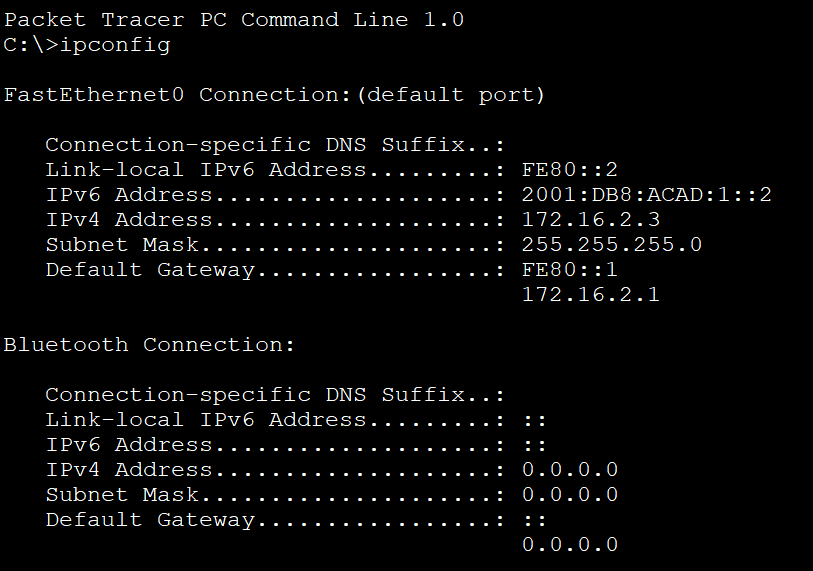 Packet Tracer PC Command Line 1.0
C:\>ipconfig
FastEthernet0 Connection:(default port)
Connection-specific DNS Suffix..:
Link-local IPv6 Address.........: FE80::2
IPv6 Address....................: 2001:DB8:ACAD:1::2
IPv4 Address....................: 172.16.2.3
Subnet Mask.....................: 255.255.255.0
Default Gateway.................: FE80::1
172.16.2.1
Bluetooth Connection:
Connection-specific DNS Suffix..:
Link-local IPv6 Address.........: ::
IPv6 Address....................: ::
IPv4 Address....................: 0.0.0.0
Subnet Mask.....................: 0.0.0.0
Default Gateway.................: ::
0.0.0.0